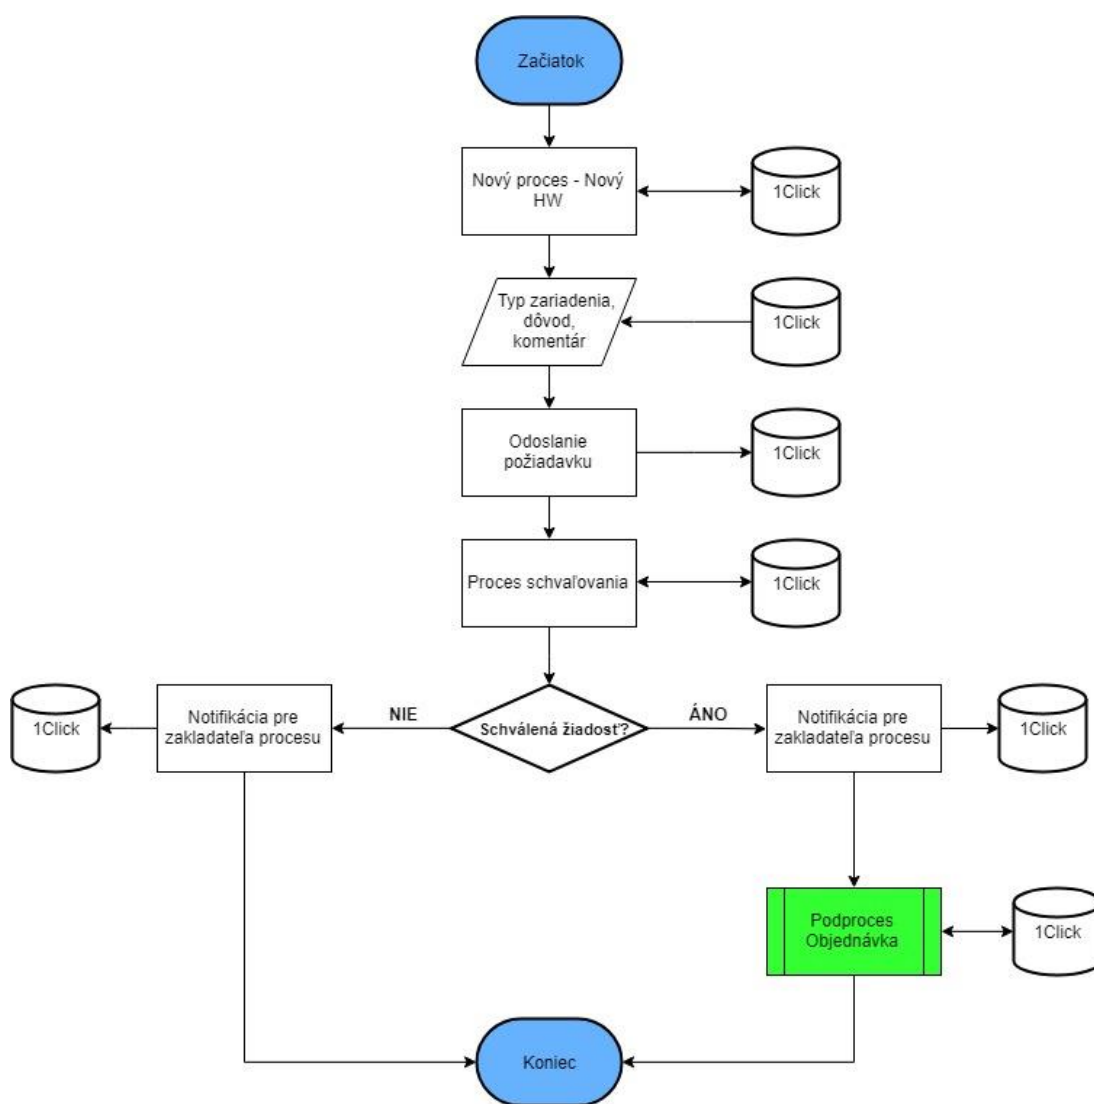 Začiatok
Nový proces - Nový
HW
1Click
Typ zariadenia,
dôvod,
komentár
1Click
Odoslanie
požiadavku
1Click
Proces schvaľovania
1Click
1Click
Notifikácia pre
zakladateľa procesu
NIE
Schválená žiadosť?
ÁNO
Notifikácia pre
zakladateľa procesu
1Click
Podproces
Objednávka
1Click
Koniec